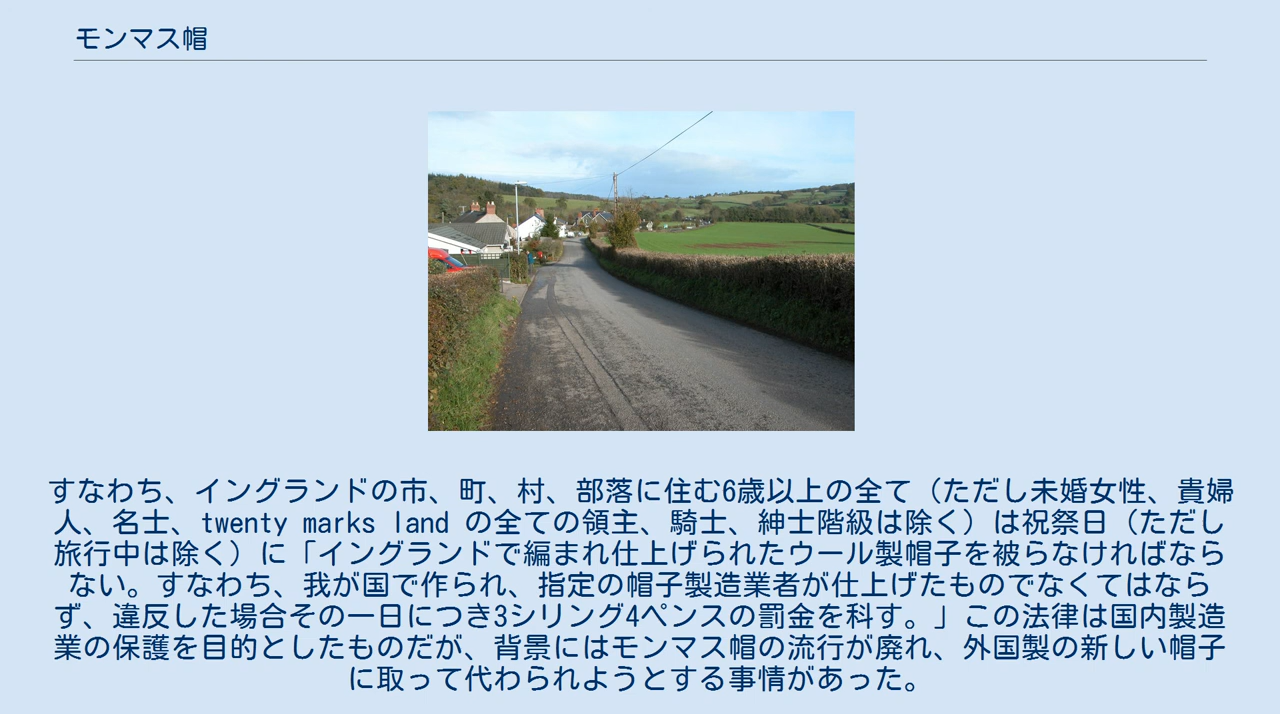 モンマス帽
すなわち、イングランドの市、町、村、部落に住む6歳以上の全て（ただし未婚女性、貴婦
人、名士、twenty marks land の全ての領主、騎士、紳士階級は除く）は祝祭日（ただし
旅行中は除く）に「イングランドで編まれ仕上げられたウール製帽子を被らなければなら
ない。すなわち、我が国で作られ、指定の帽子製造業者が仕上げたものでなくてはなら
ず、違反した場合その一日につき3シリング4ペンスの罰金を科す。」この法律は国内製造
業の保護を目的としたものだが、背景にはモンマス帽の流行が廃れ、外国製の新しい帽子
に取って代わられようとする事情があった。